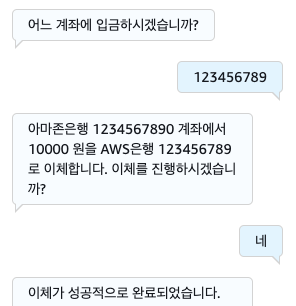 어느 계좌에 입금하시겠습니까?
123456789
아마존은행 1234567890 계좌에서
10000 원을 AWS은행 123456789
로 이체합니다. 이체를 진행하시겠습니
까?
네
이체가 성공적으로 완료되었습니다.